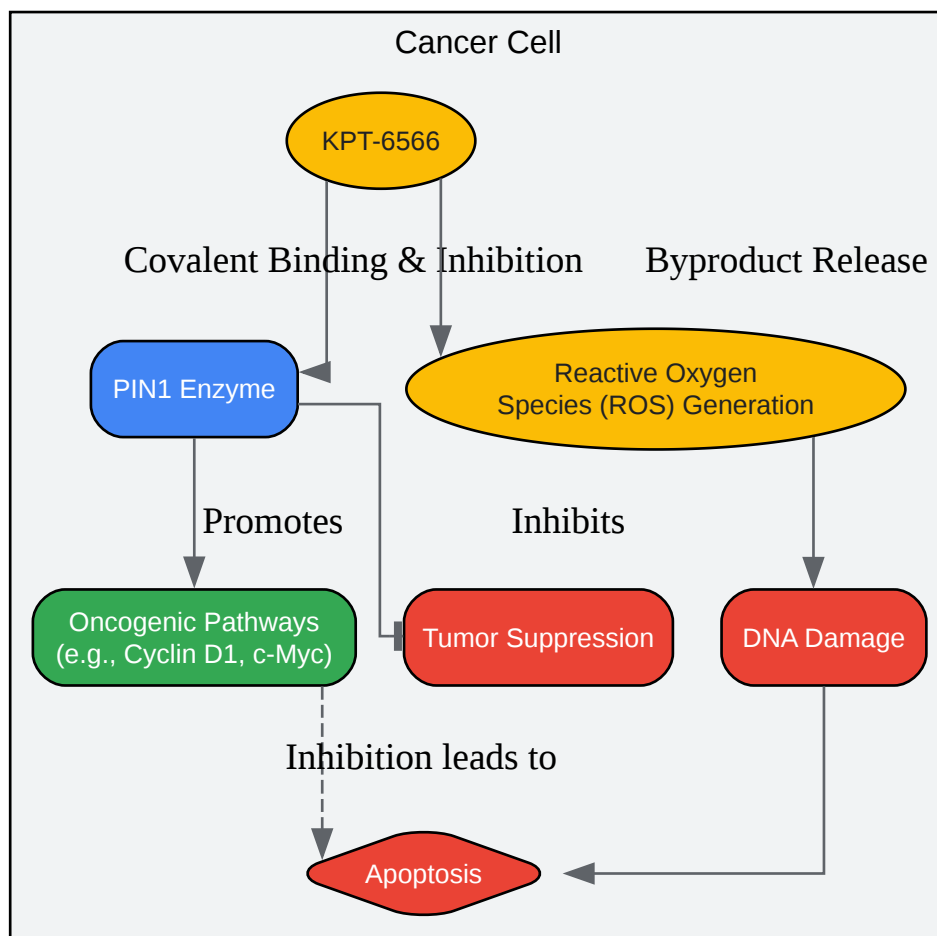 Cancer Cell
KPT-6566
Covalent Binding & Inhibition
Byproduct Release
PIN1 Enzyme
Reactive Oxygen
Species (ROS) Generation
Promotes
Inhibits
Oncogenic Pathways
(e.g., Cyclin D1, c-Myc)
Tumor Suppression
DNA Damage
Inhibition leads to
Apoptosis